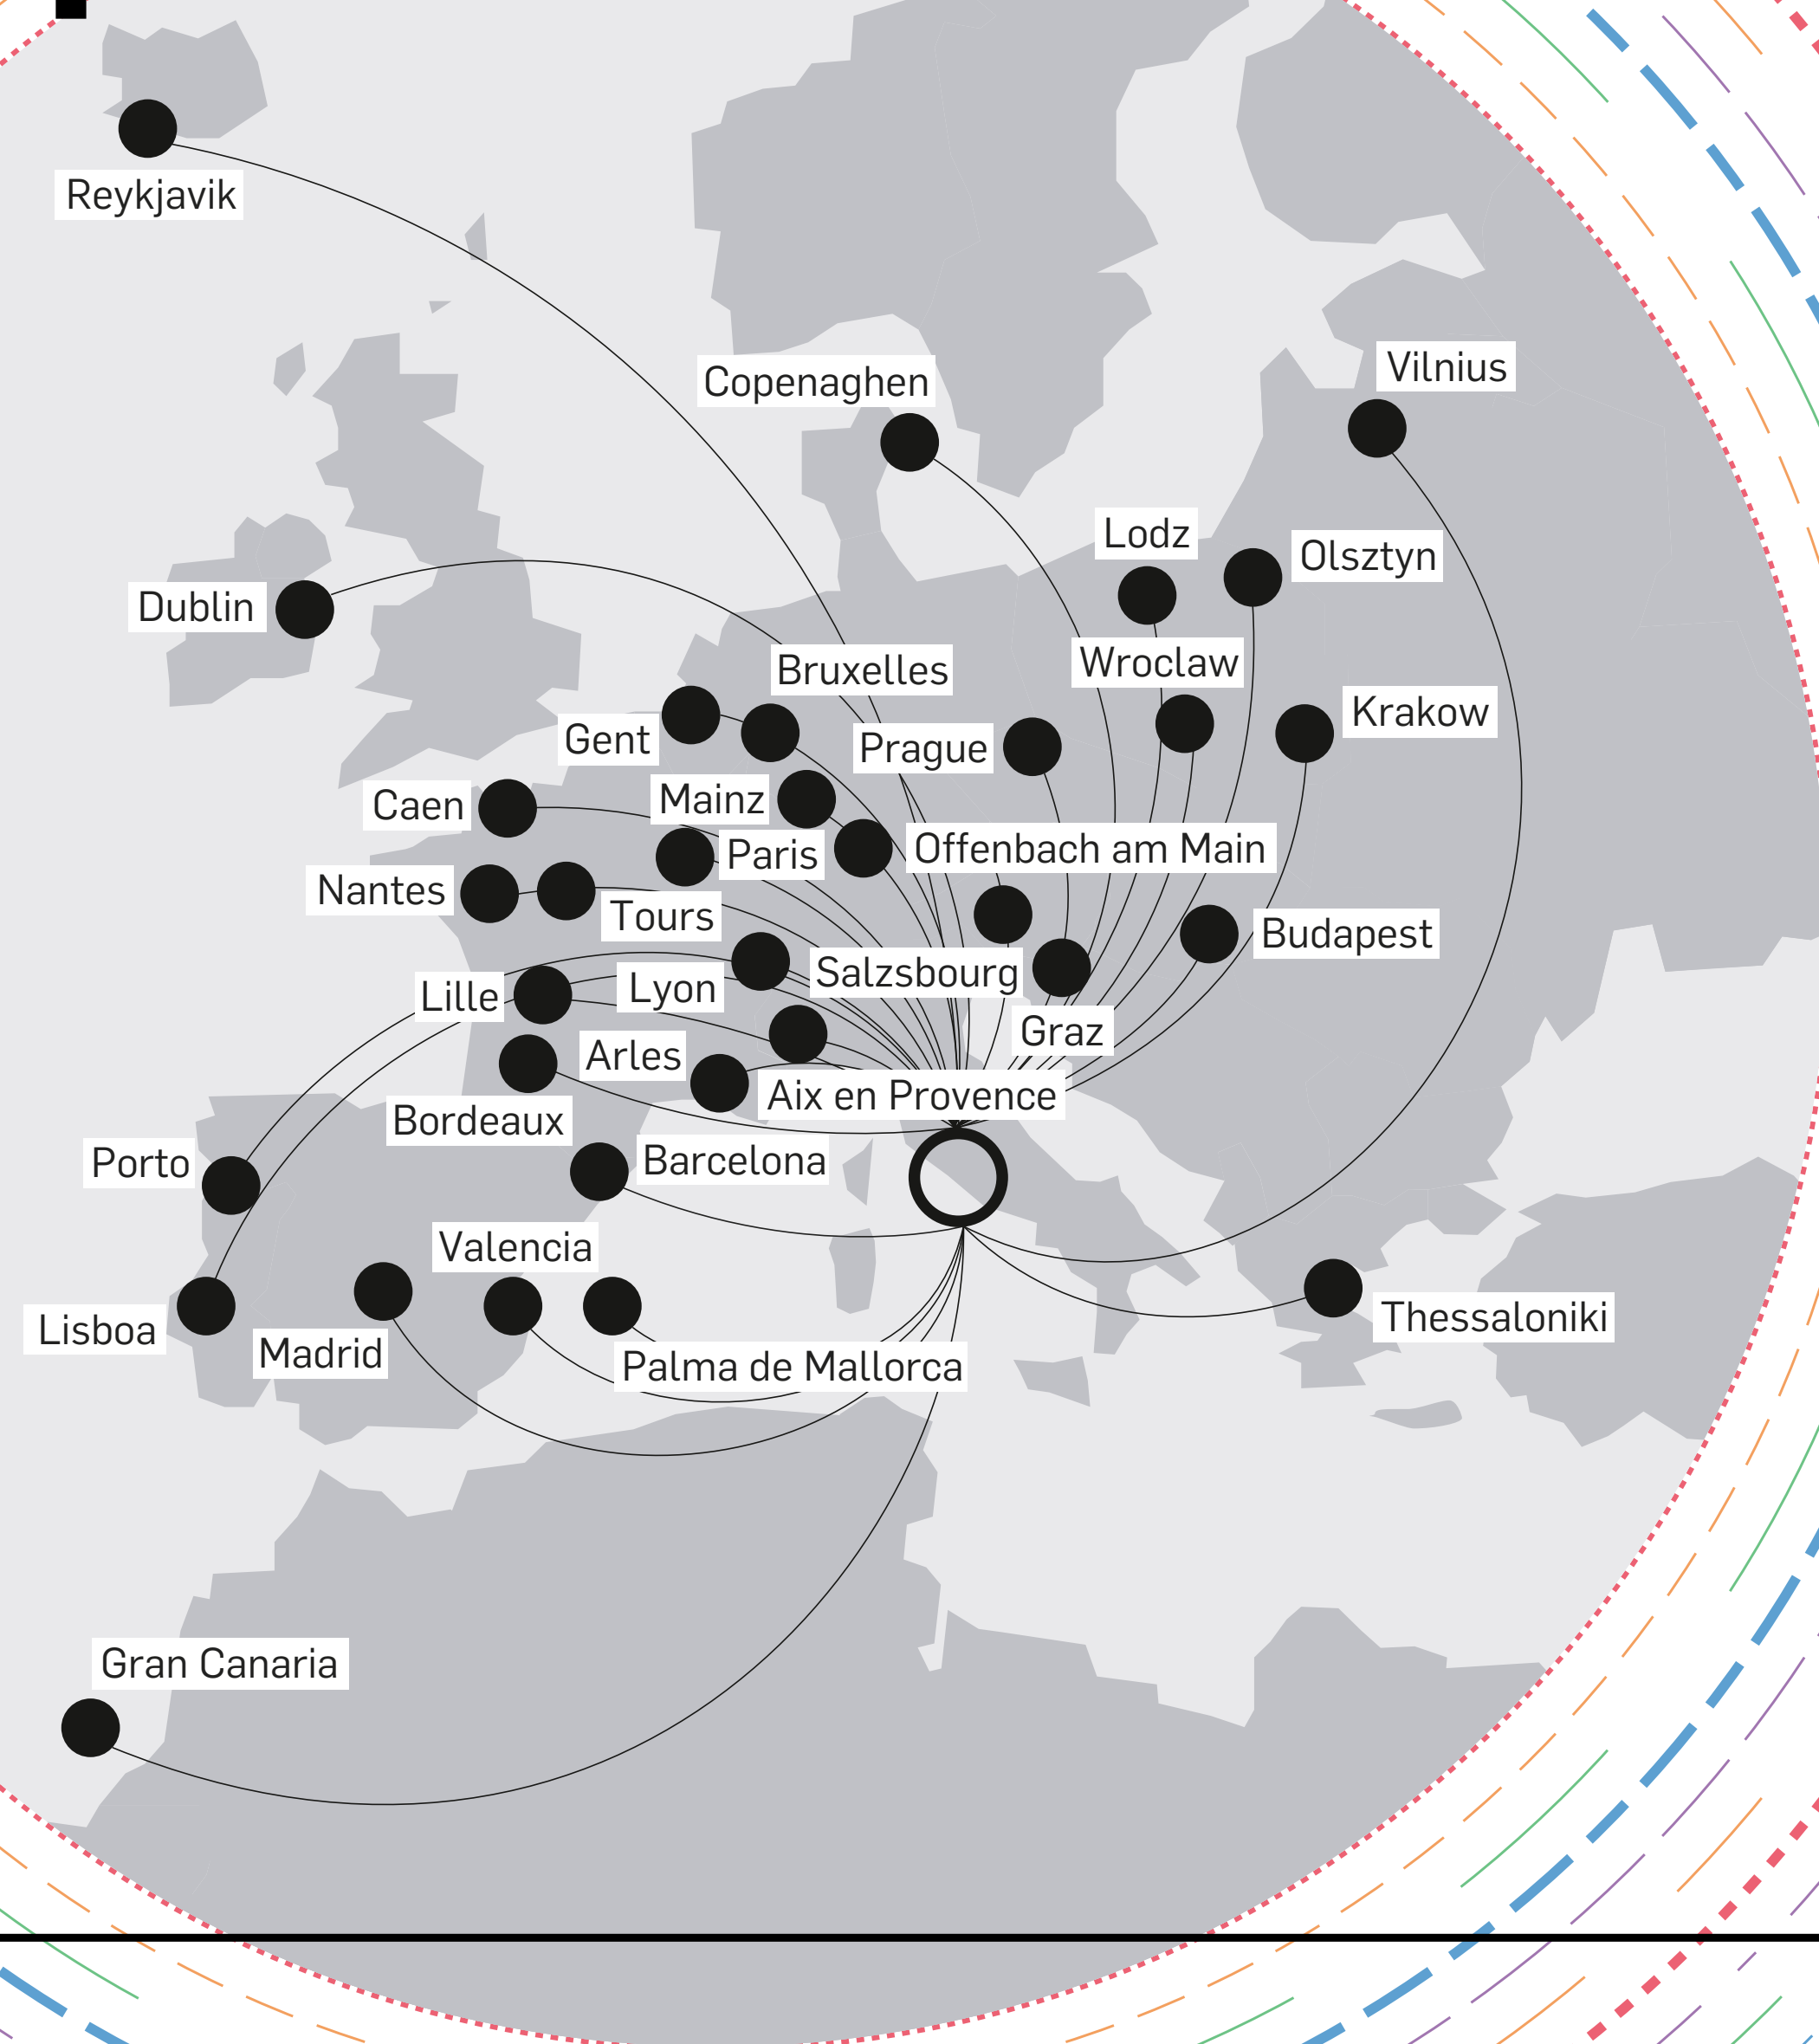 Reykjavik
Copenaghen
Vilnius
Lodz
Olsztyn
Dublin
Bruxelles
Wroclaw
Krakow
Gent
Prague
Caen
Mainz
Paris
Offenbach am Main
Nantes
Tours
Budapest
Salzsbourg
Lille
Lyon
Graz
Arles
Aix en Provence
Bordeaux
Porto
Barcelona
Valencia
Lisboa
Madrid
Thessaloniki
Palma de Mallorca
Gran Canaria